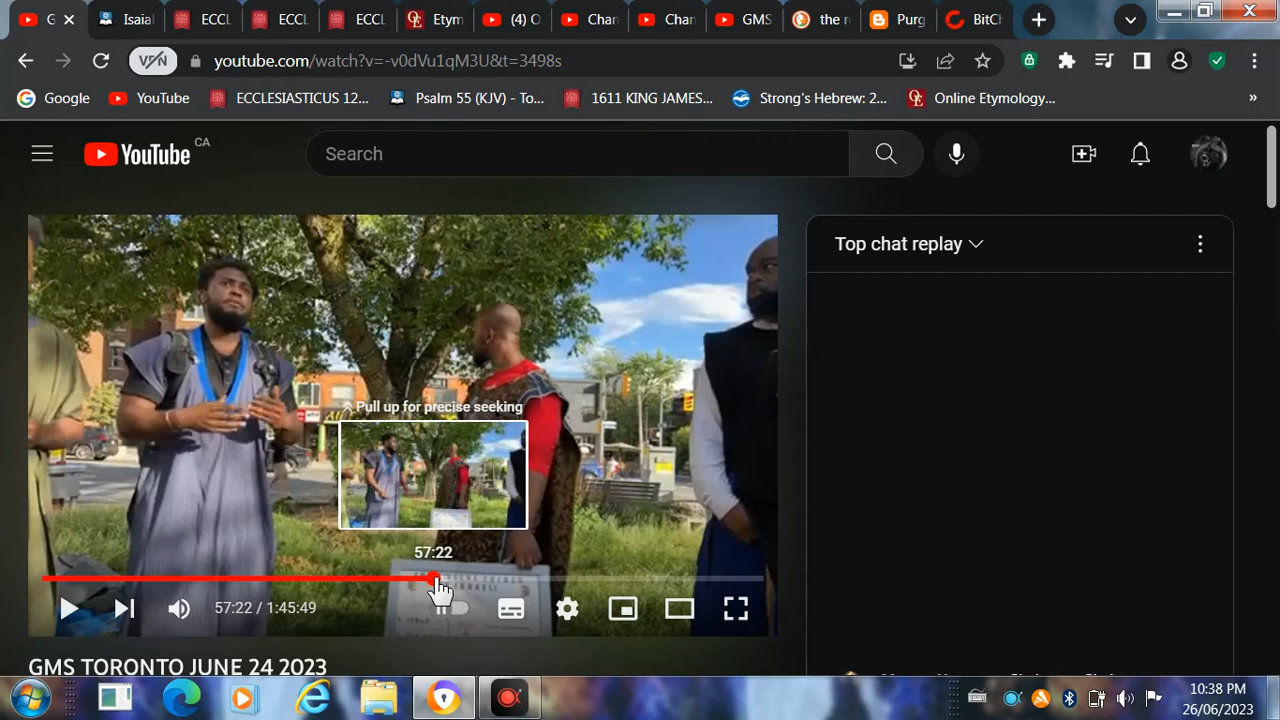 G
Isaial
ECCL
ECCL
ECCL
Etym
(4) O
Chan
Chan
GMS
the r
Purg
BitCh
VPN
youtube.com/watch?v=-v0dVu1qM3U&t=3498s
Google
YouTube
ECCLESIASTICUS 12...
Psalm 55 (KJV) - To...
1611 KING JAMES...
Strong's Hebrew: 2...
Online Etymology...
»
YouTube CA
Search
Top chat replay
Pull up for precise seeking
57:22
57:22 / 1:45:49
GMS TORONTO JUNE 24 2023
10:38 PM
26/06/2023